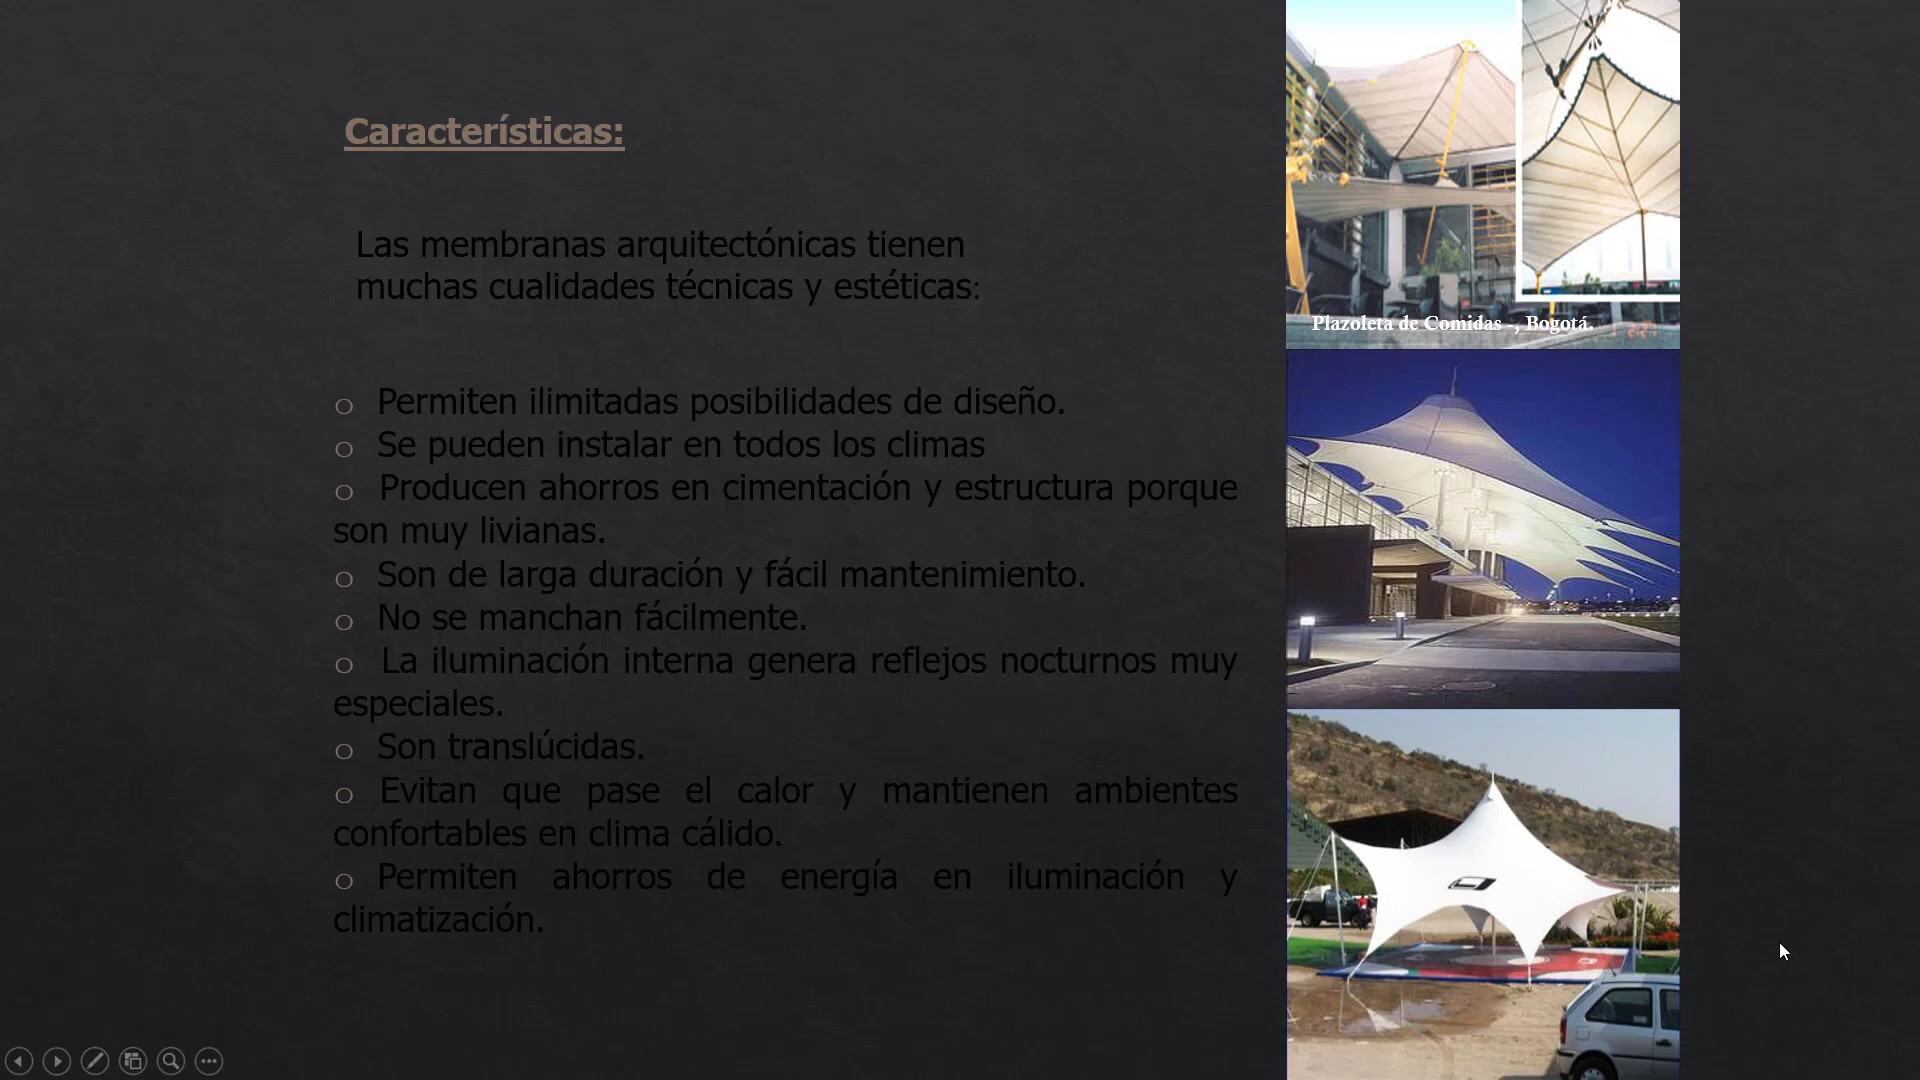 Características:
Las membranas arquitectónicas tienen
muchas cualidades técnicas y estéticas:
o Permiten ilimitadas posibilidades de diseño.
o Se pueden instalar en todos los climas
o Producen ahorros en cimentación y estructura porque
son muy livianas.
o Son de larga duración y fácil mantenimiento.
o No se manchan fácilmente.
o La iluminación interna genera reflejos nocturnos muy
especiales.
o Son translúcidas.
o Evitan que pase el calor y mantienen ambientes
confortables en clima cálido.
o Permiten ahorros de energía en iluminación y
climatización.
Plazoleta de Comidas -, Bogotá.